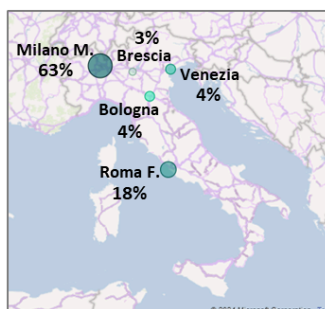 3%
Milano M.
Brescia
63%
Venezia
4%
Bologna
4%
Roma F.
18%